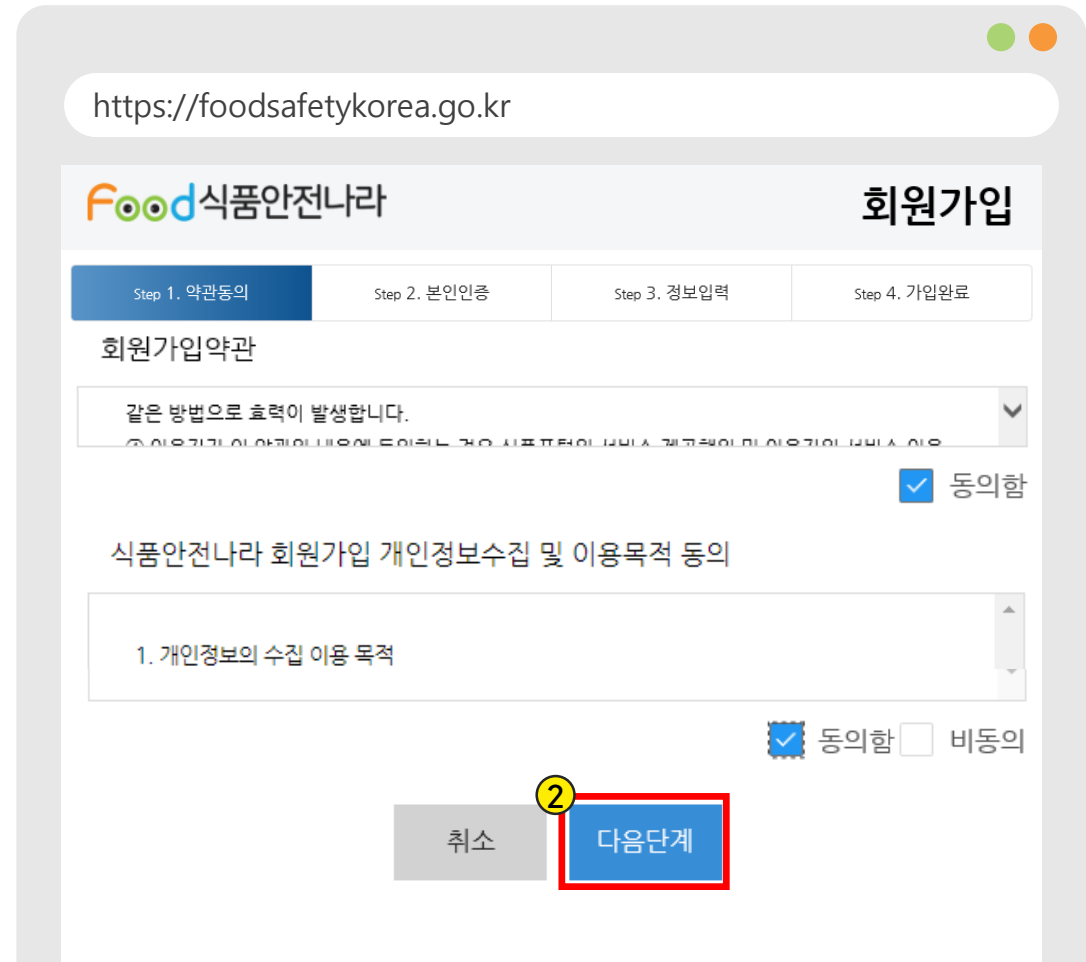 https://foodsafetykorea.go.kr
Food식품안전나라
회원가입
Step 1. 약관동의
Step 2. 본인인증
Step 3. 정보입력
Step 4. 가입완료
회원가입약관
같은 방법으로 효력이 발생합니다.
동의함
식품안전나라 회원가입 개인정보수집 및 이용목적 동의
1. 개인정보의 수집 이용 목적
동의함 비동의
2
취소
다음단계